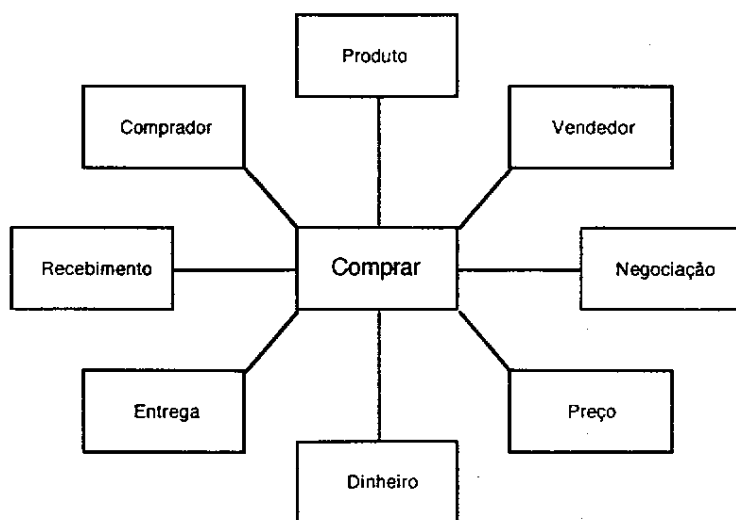 Produto
Comprador
Vendedor
Recebimento
Comprar
Negociação
Entrega
Preço
Dinheiro